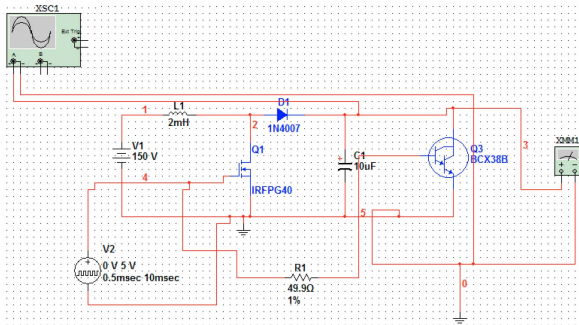 XSC1
Ext Trig
+
-
A
B
+
-
+
-
1
L1
2mH
2
D1
1N4007
V1
150 V
4
Q1
IRFPG40
+
C1
10uF
Q3
BCX38B
3
XMM1
+
-
5
V2
+
0 V 5 V
0.5msec 10msec
R1
49.9Ω
1%
0